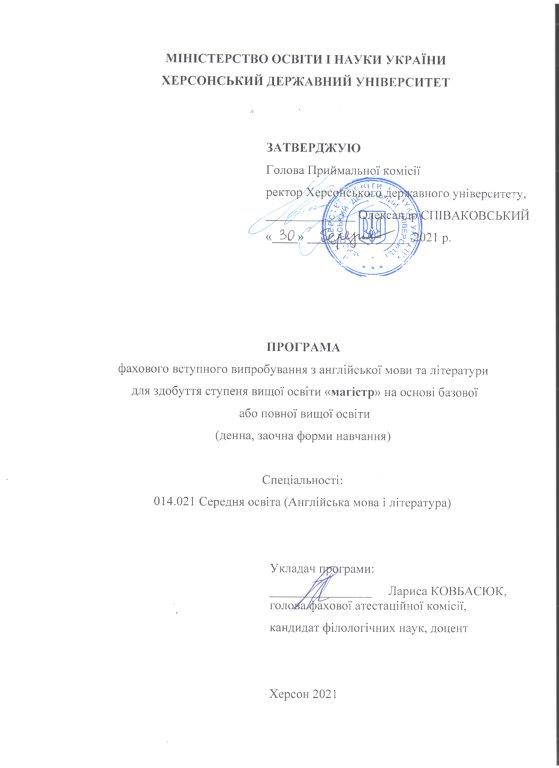 МІНІСТЕРСТВО ОСВІТИ І НАУКИ УКРАЇНИ
ХЕРСОНСЬКИЙ ДЕРЖАВНИЙ УНІВЕРСИТЕТ
ЗАТВЕРДЖУЮ
Голова Приймальної комісії
ректор Херсонського державного університету,
Олександр СПІВАКОВСЬКИЙ
« 30 » березня 2021 р.
ПРОГРАМА
фахового вступного випробування з англійської мови та літератури
для здобуття ступеня вищої освіти «магістр» на основі базової
або повної вищої освіти
(денна, заочна форми навчання)
Спеціальності:
014.021 Середня освіта (Англійська мова і література)
Укладач програми:
Лариса КОВБАСЮК,
голова фахової атестаційної комісії,
кандидат філологічних наук, доцент
Херсон 2021